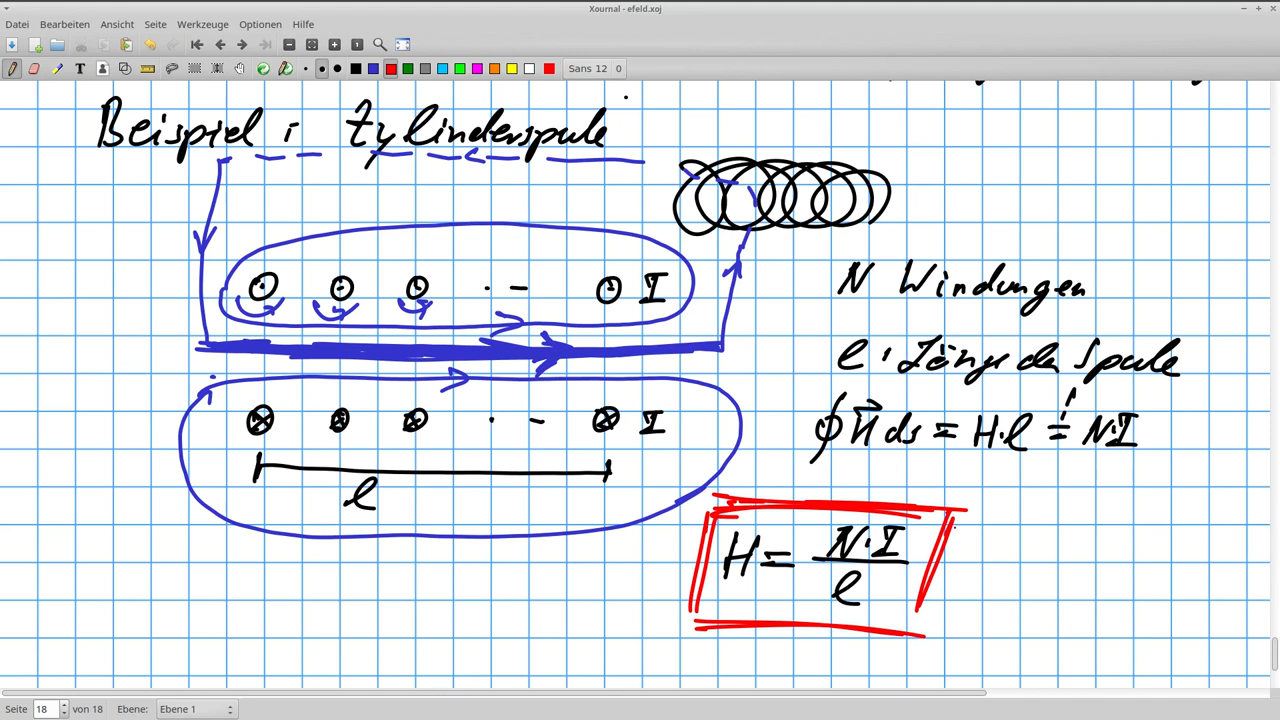 Xournal - efeld.xoj
Datei Bearbeiten Ansicht Seite Werkzeuge Optionen Hilfe
Sans 12 0
Beispiel: Zylinderspule
I
N Windungen
l: Länge der Spule
∮ H⃗ ds = H·l = N·I
I
l
H = N·I / l
Seite 18 von 18 Ebene: Ebene 1